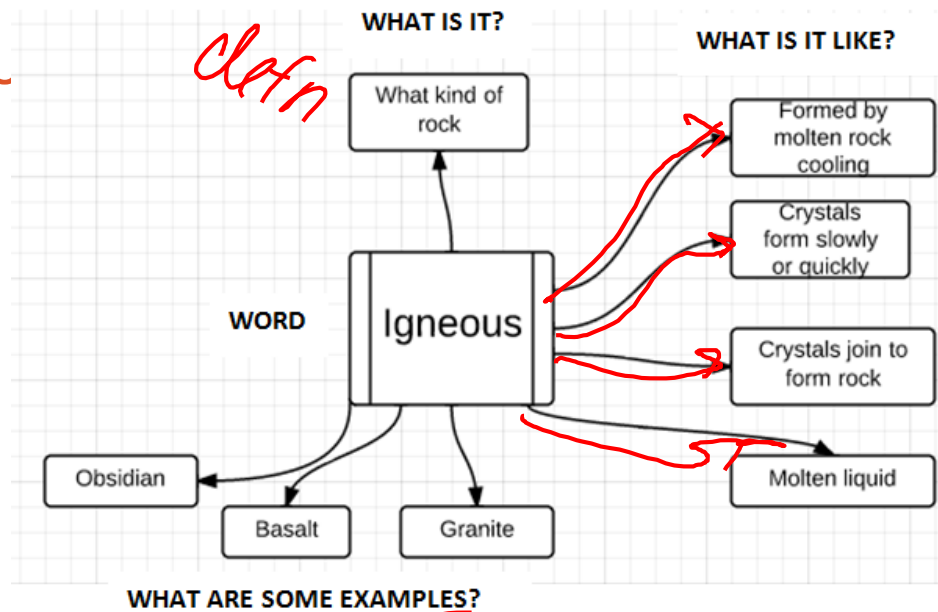 WHAT IS IT?
WHAT IS IT LIKE?
defn
What kind of
rock
Formed by
molten rock
cooling
Crystals
form slowly
or quickly
WORD
Igneous
Crystals join to
form rock
Obsidian
Molten liquid
Basalt
Granite
WHAT ARE SOME EXAMPLES?